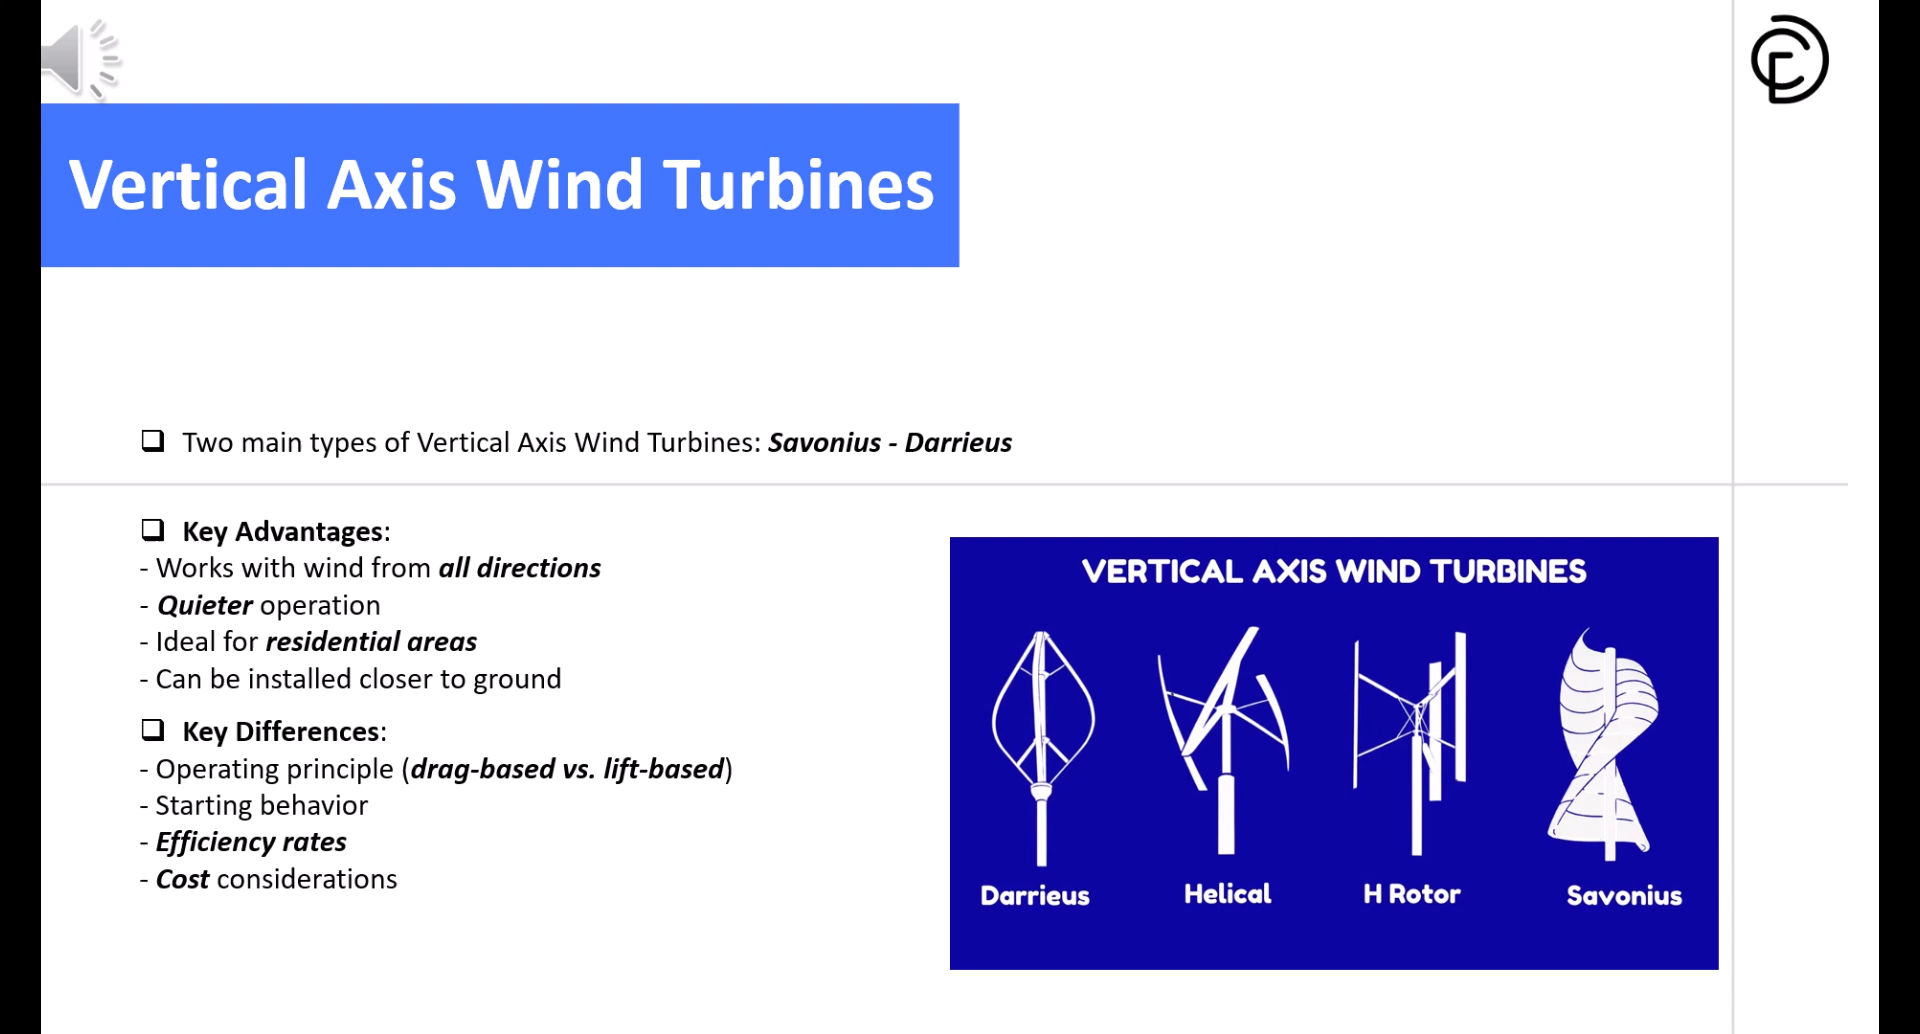 Vertical Axis Wind Turbines
❑ Two main types of Vertical Axis Wind Turbines: Savonius - Darrieus
❑ Key Advantages:
- Works with wind from all directions
- Quieter operation
- Ideal for residential areas
- Can be installed closer to ground
❑ Key Differences:
- Operating principle (drag-based vs. lift-based)
- Starting behavior
- Efficiency rates
- Cost considerations
VERTICAL AXIS WIND TURBINES
Darrieus Helical H Rotor Savonius